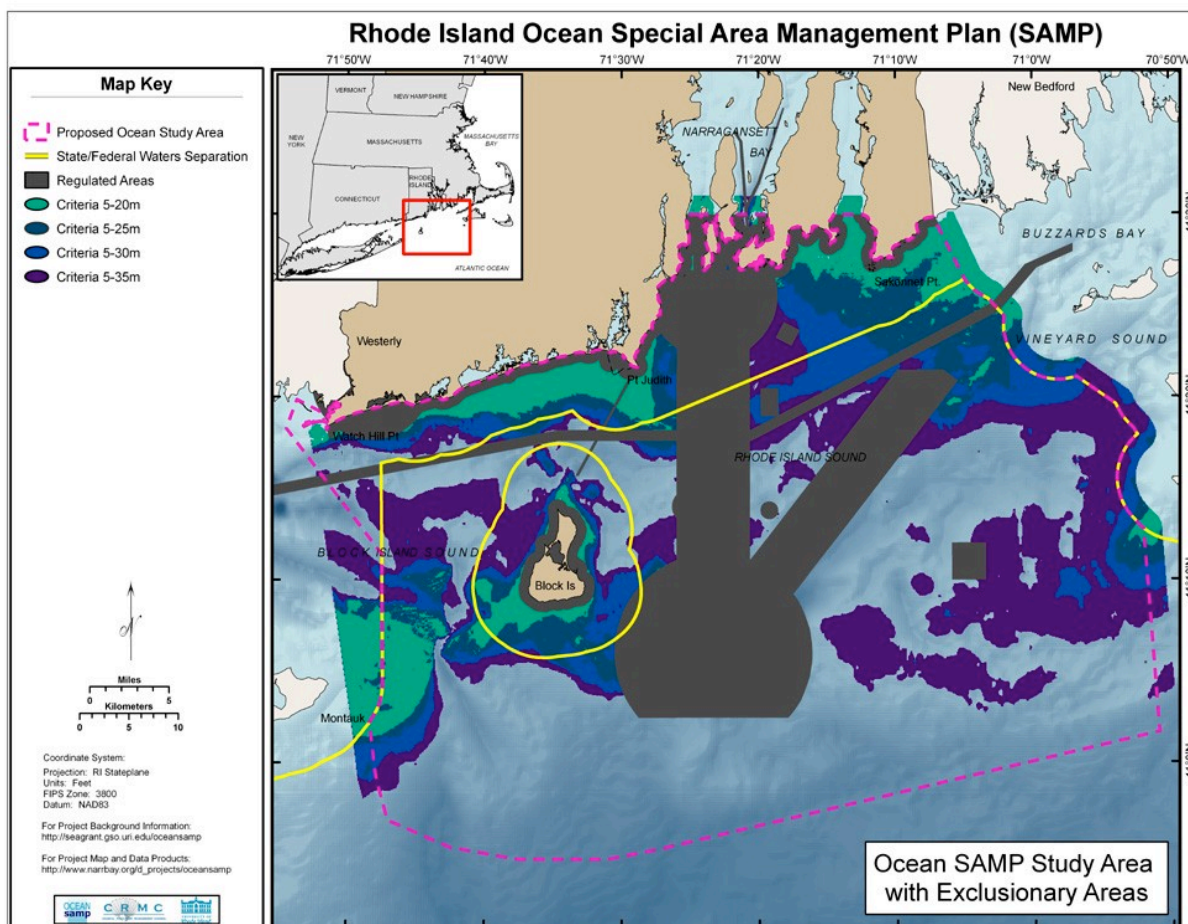 Rhode Island Ocean Special Area Management Plan (SAMP)
Map Key
Proposed Ocean Study Area
State/Federal Waters Separation
Regulated Areas
Criteria 5-20m
Criteria 5-25m
Criteria 5-30m
Criteria 5-35m
N
Miles
0 5
Kilometers
0 5 10
Coordinate System:
Projection: RI Stateplane
Units: Feet
FIPS Zone: 3800
Datum: NAD83
For Project Background Information:
http://seagrant.gso.uri.edu/oceansamp
For Project Map and Data Products:
http://www.narrbay.org/d_projects/oceansamp
OCEAN
samp
CRMC
71°50'W
71°40'W
71°30'W
71°20'W
71°10'W
70°50'W
VERMONT
NEW HAMPSHIRE
NEW
YORK
MASSACHUSETTS
MASSACHUSETTS
BAY
CONNECTICUT
RHODE
ISLAND
ATLANTIC OCEAN
New Bedford
NARRAGANSETT
BAY
BUZZARDS BAY
Sakonnet Pt.
VINEYARD SOUND
Westerly
Pt Judith
Watch Hill Pt
RHODE ISLAND SOUND
BLOCK ISLAND SOUND
Block Is
Montauk
Ocean SAMP Study Area
with Exclusionary Areas